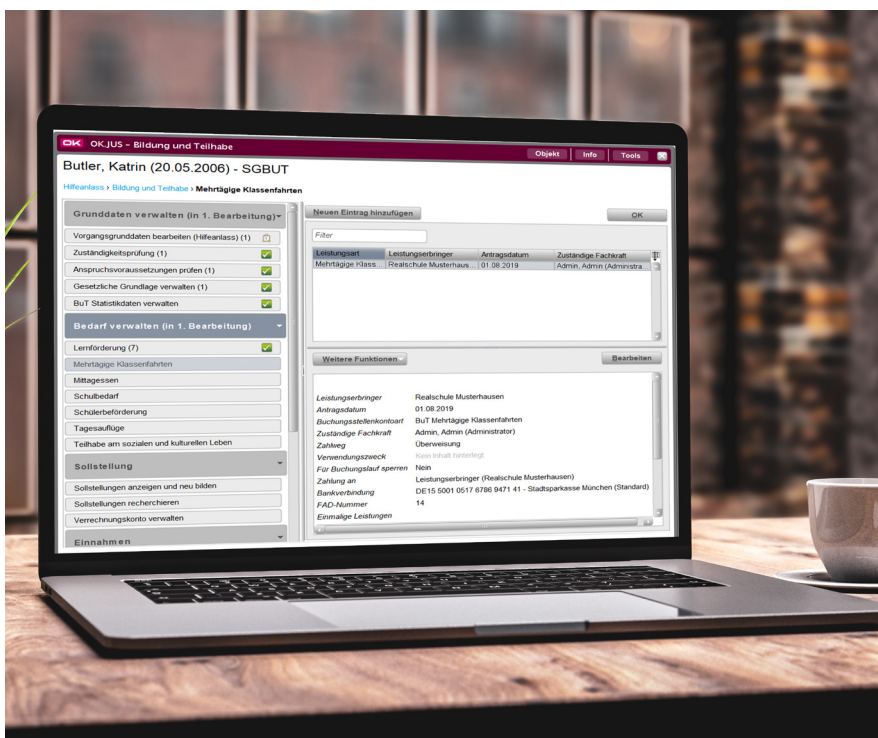 OK OK.JUS – Bildung und Teilhabe
Objekt Info Tools
Butler, Katrin (20.05.2006) - SGBUT
Hilfeanlass › Bildung und Teilhabe › Mehrtägige Klassenfahrten
Grunddaten verwalten (in 1. Bearbeitung)
Vorgangsgrunddaten bearbeiten (Hilfeanlass) (1)
Zuständigkeitsprüfung (1)
Anspruchsvoraussetzungen prüfen (1)
Gesetzliche Grundlage verwalten (1)
BuT Statistikdaten verwalten
Bedarf verwalten (in 1. Bearbeitung)
Lernförderung (7)
Mehrtägige Klassenfahrten
Mittagessen
Schulbedarf
Schülerbeförderung
Tagesauflüge
Teilhabe am sozialen und kulturellen Leben
Sollstellung
Sollstellungen anzeigen und neu bilden
Sollstellungen recherchieren
Verrechnungskonto verwalten
Einnahmen
Neuen Eintrag hinzufügen
OK
Filter
Leistungsart Leistungserbringer Antragsdatum Zuständige Fachkraft
Mehrtägige Klass... Realschule Musterhaus... 01.08.2019 Admin, Admin (Administra...
Weitere Funktionen
Bearbeiten
Leistungserbringer Realschule Musterhausen
Antragsdatum 01.08.2019
Buchungsstellenkontoart BuT Mehrtägige Klassenfahrten
Zuständige Fachkraft Admin, Admin (Administrator)
Zahlweg Überweisung
Verwendungszweck Kein Inhalt hinterlegt
Für Buchungslauf sperren Nein
Zahlung an Leistungserbringer (Realschule Musterhausen)
Bankverbindung DE15 5001 0517 6786 9471 41 - Stadtsparkasse München (Standard)
FAD-Nummer 14
Einmalige Leistungen